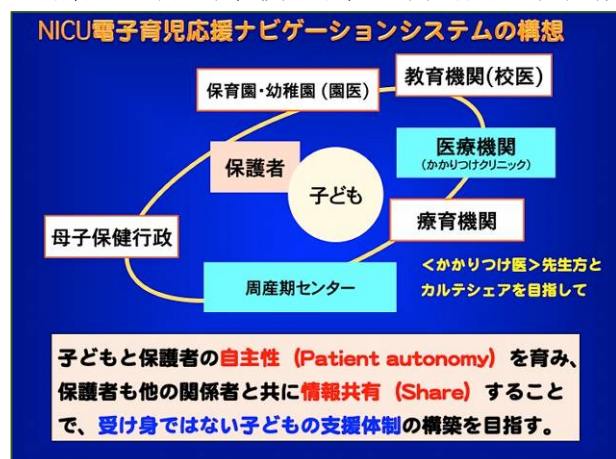 NICU電子育児応援ナビゲーションシステムの構想
保育園・幼稚園 (園医)
教育機関(校医)
医療機関
(かかりつけクリニック)
保護者
子ども
療育機関
母子保健行政
周産期センター
<かかりつけ医>先生方と
カルテシェアを目指して
子どもと保護者の自主性（Patient autonomy）を育み、
保護者も他の関係者と共に情報共有（Share）すること
で、受け身ではない子どもの支援体制の構築を目指す。